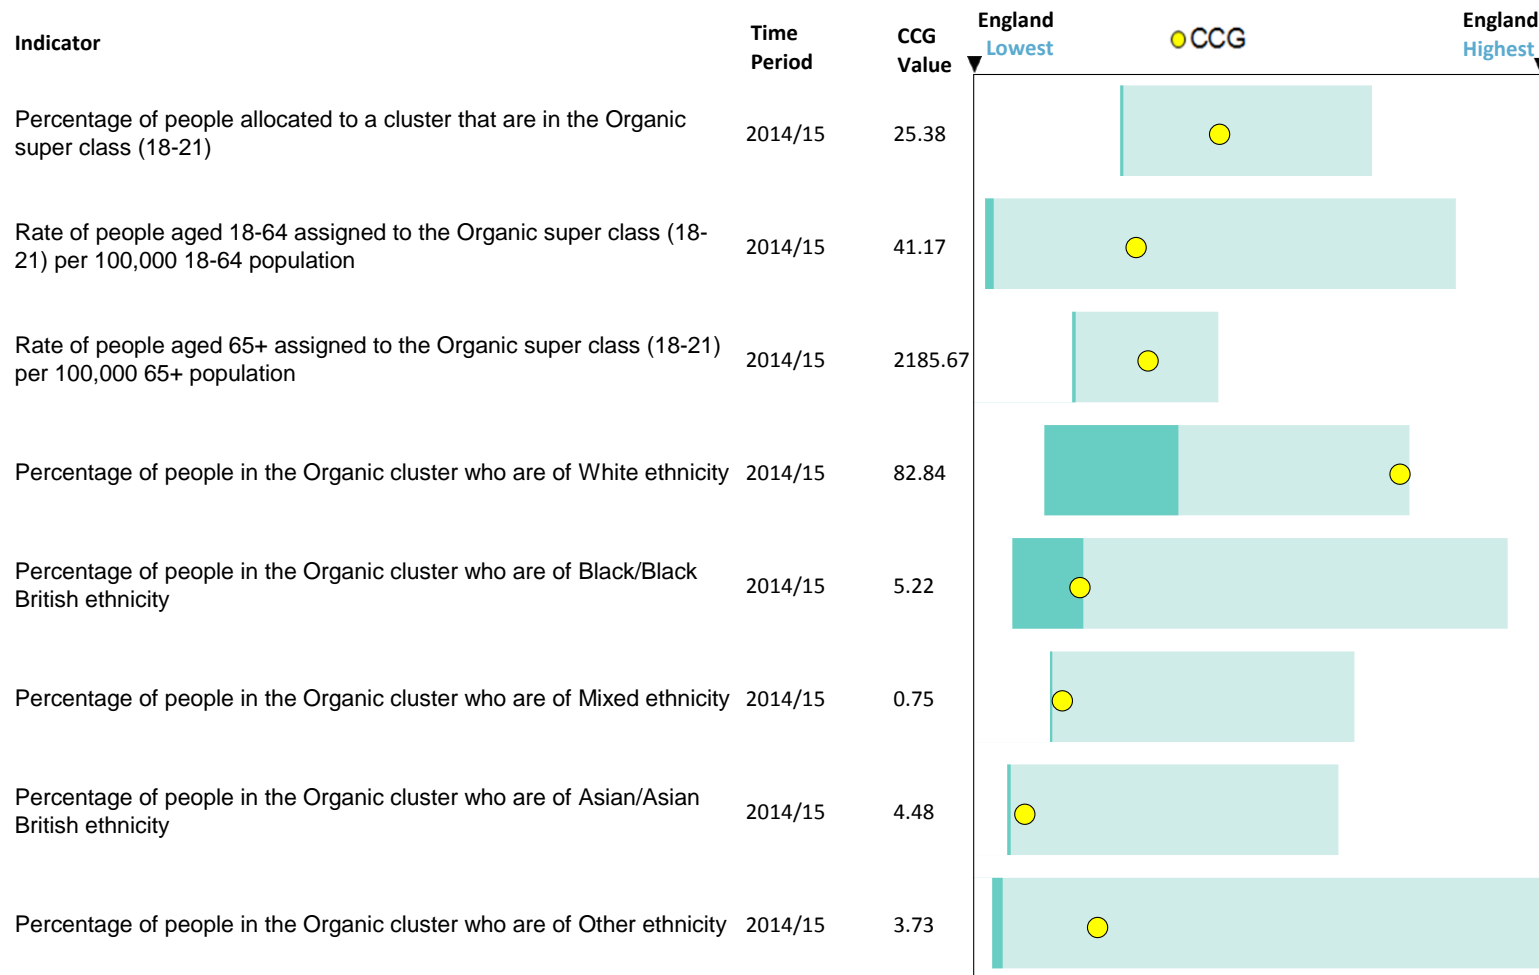 Indicator
Time Period
CCG Value
England Lowest
CCG
England Highest
Percentage of people allocated to a cluster that are in the Organic
super class (18-21)
2014/15
25.38
Rate of people aged 18-64 assigned to the Organic super class (18-
21) per 100,000 18-64 population
2014/15
41.17
Rate of people aged 65+ assigned to the Organic super class (18-21)
per 100,000 65+ population
2014/15
2185.67
Percentage of people in the Organic cluster who are of White ethnicity
2014/15
82.84
Percentage of people in the Organic cluster who are of Black/Black
British ethnicity
2014/15
5.22
Percentage of people in the Organic cluster who are of Mixed ethnicity
2014/15
0.75
Percentage of people in the Organic cluster who are of Asian/Asian
British ethnicity
2014/15
4.48
Percentage of people in the Organic cluster who are of Other ethnicity
2014/15
3.73